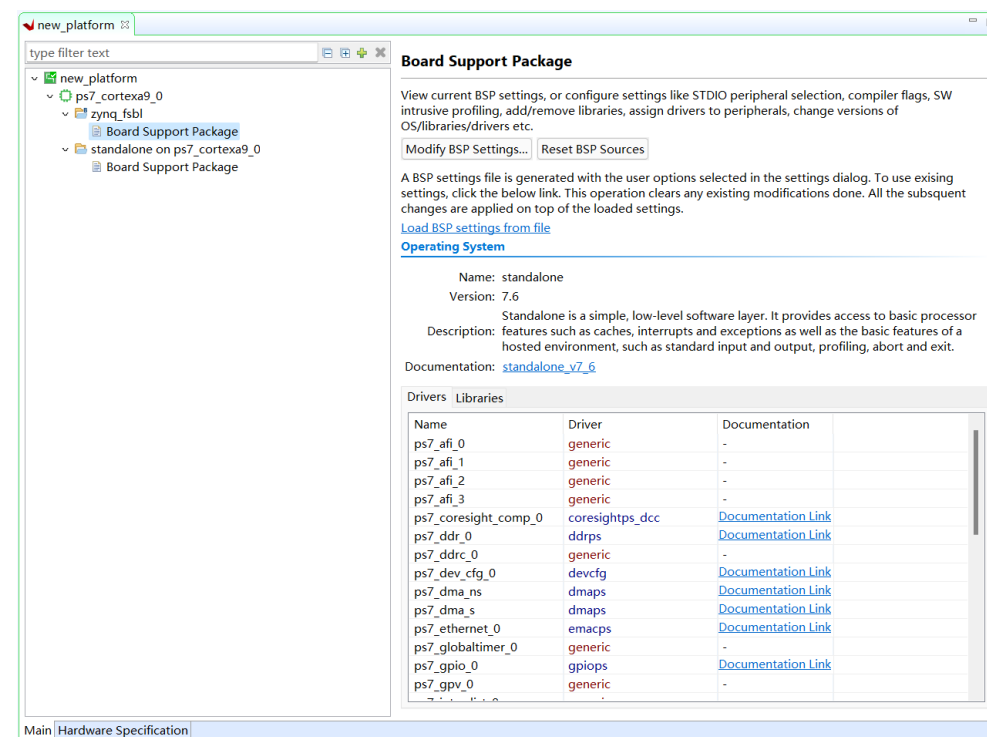 new_platform
type filter text
new_platform
ps7_cortexa9_0
zynq_fsbl
Board Support Package
standalone on ps7_cortexa9_0
Board Support Package
Board Support Package
View current BSP settings, or configure settings like STDIO peripheral selection, compiler flags, SW
intrusive profiling, add/remove libraries, assign drivers to peripherals, change versions of
OS/libraries/drivers etc.
Modify BSP Settings... Reset BSP Sources
A BSP settings file is generated with the user options selected in the settings dialog. To use exising
settings, click the below link. This operation clears any existing modifications done. All the subsquent
changes are applied on top of the loaded settings.
Load BSP settings from file
Operating System
Name: standalone
Version: 7.6
Standalone is a simple, low-level software layer. It provides access to basic processor
Description: features such as caches, interrupts and exceptions as well as the basic features of a
hosted environment, such as standard input and output, profiling, abort and exit.
Documentation: standalone_v7_6
Drivers Libraries
Name Driver Documentation
ps7_afi_0 generic -
ps7_afi_1 generic -
ps7_afi_2 generic -
ps7_afi_3 generic -
ps7_coresight_comp_0 coresightps_dcc Documentation Link
ps7_ddr_0 ddrps Documentation Link
ps7_ddrc_0 generic -
ps7_dev_cfg_0 devcfg Documentation Link
ps7_dma_ns dmaps Documentation Link
ps7_dma_s dmaps Documentation Link
ps7_ethernet_0 emacps Documentation Link
ps7_globaltimer_0 generic -
ps7_gpio_0 gpiops Documentation Link
ps7_gpv_0 generic -
Main Hardware Specification